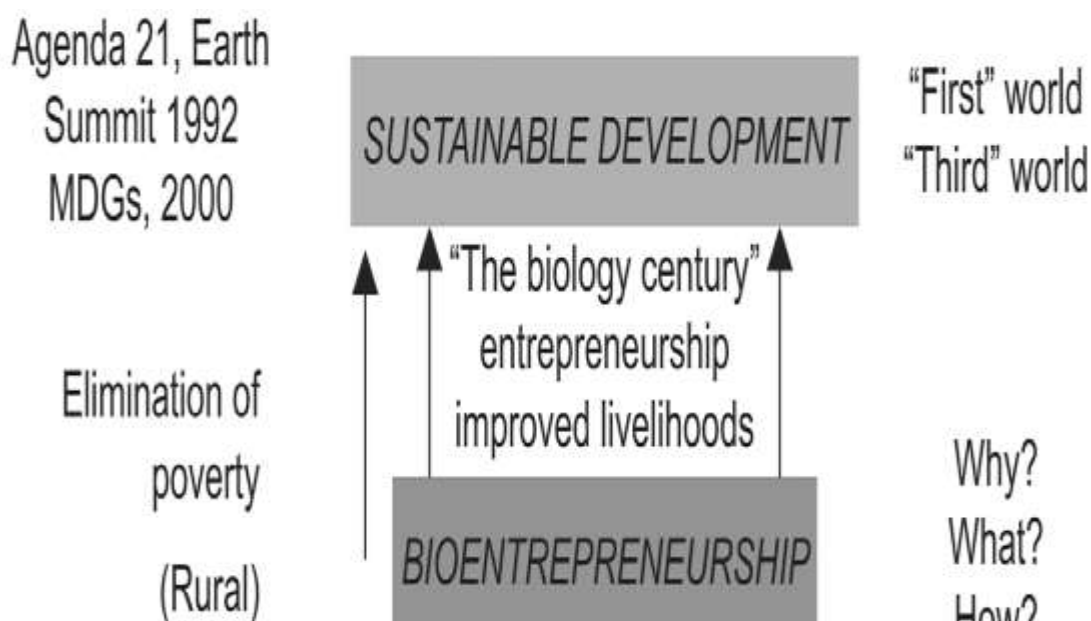 Agenda 21, Earth
Summit 1992
MDGs, 2000
SUSTAINABLE DEVELOPMENT
“First” world
“Third” world
“The biology century”
entrepreneurship
improved livelihoods
Elimination of
poverty
(Rural)
BIOENTREPRENEURSHIP
Why?
What?
How?